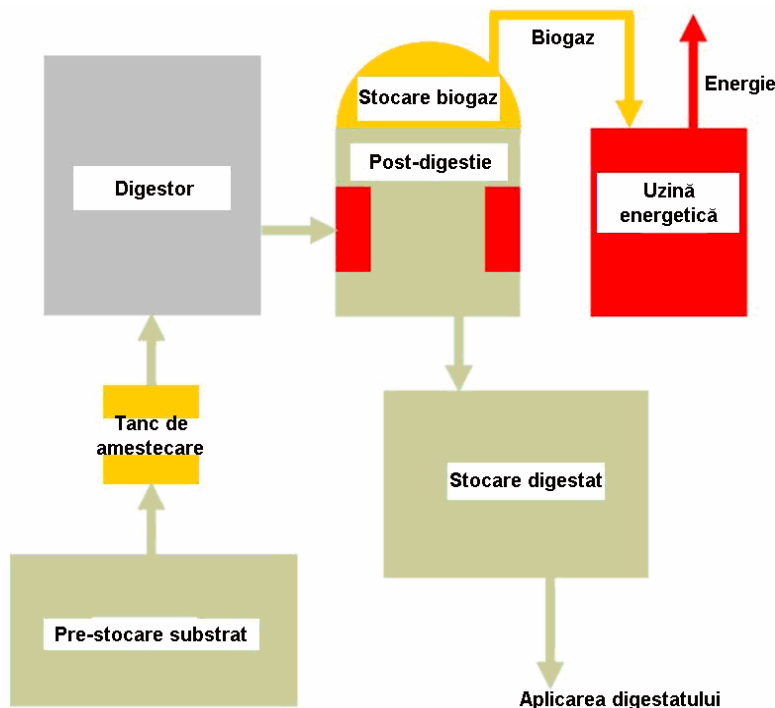 Biogaz
Energie
Stocare biogaz
Post-digestie
Digestor
Uzină
energetică
Tanc de
amestecare
Stocare digestat
Pre-stocare substrat
Aplicarea digestatului